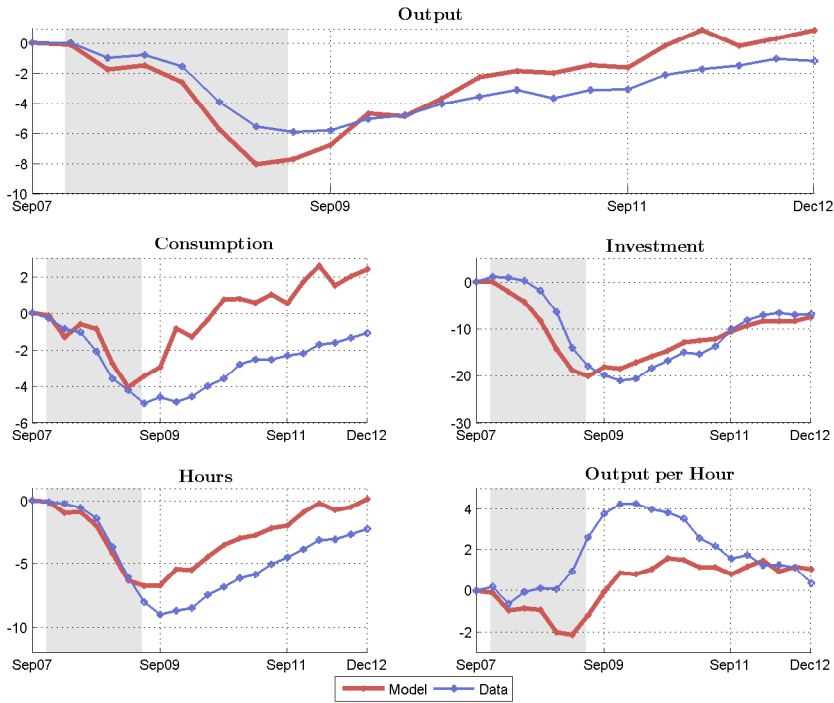 Output
0
-2
-4
-6
-8
-10
Sep07 Sep09 Sep11 Dec12
Consumption
2
0
-2
-4
-6
Sep07 Sep09 Sep11 Dec12
Investment
0
-10
-20
-30
Sep07 Sep09 Sep11 Dec12
Hours
0
-5
-10
Sep07 Sep09 Sep11 Dec12
Output per Hour
4
2
0
-2
Sep07 Sep09 Sep11 Dec12
Model Data